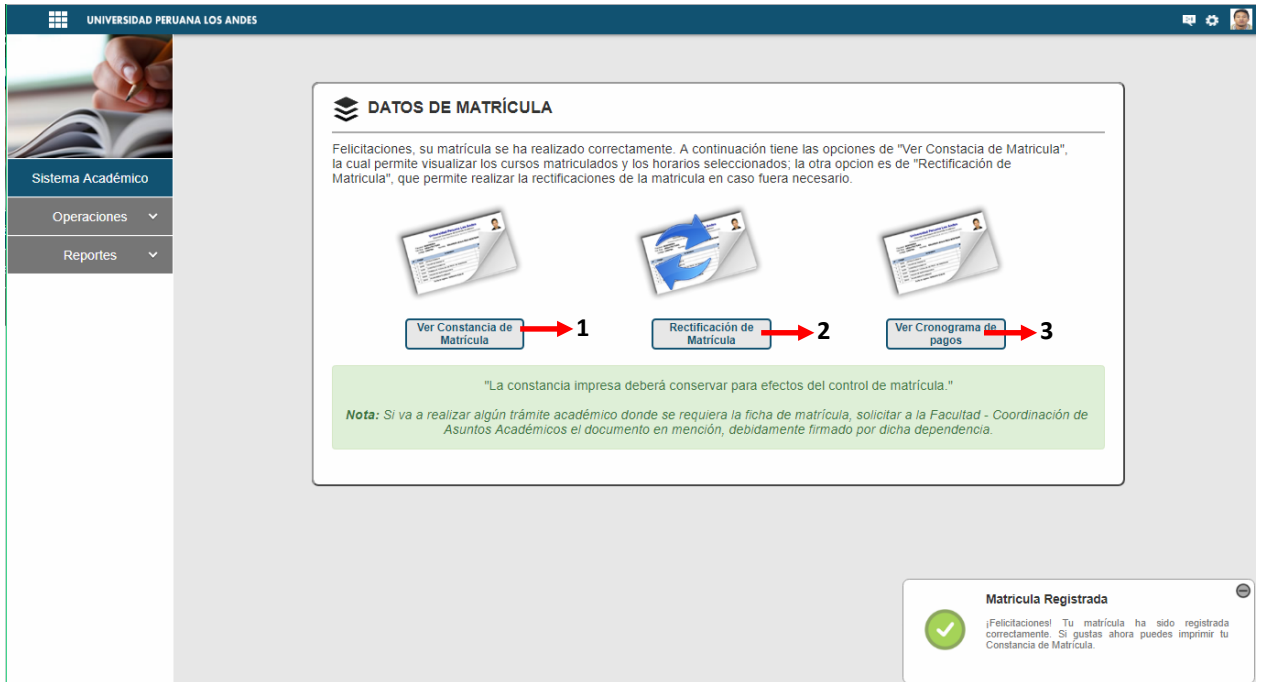 UNIVERSIDAD PERUANA LOS ANDES
Sistema Académico
Operaciones
Reportes
DATOS DE MATRÍCULA
Felicitaciones, su matrícula se ha realizado correctamente. A continuación tiene las opciones de "Ver Constacia de Matricula",
la cual permite visualizar los cursos matriculados y los horarios seleccionados; la otra opcion es de "Rectificación de
Matricula", que permite realizar la rectificaciones de la matricula en caso fuera necesario.
Ver Constancia de
Matrícula
1
Rectificación de
Matrícula
2
Ver Cronograma de
pagos
3
"La constancia impresa deberá conservar para efectos del control de matrícula."
Nota: Si va a realizar algún trámite académico donde se requiera la ficha de matrícula, solicitar a la Facultad - Coordinación de
Asuntos Académicos el documento en mención, debidamente firmado por dicha dependencia.
Matricula Registrada
¡Felicitaciones! Tu matrícula ha sido registrada
correctamente. Si gustas ahora puedes imprimir tu
Constancia de Matrícula.